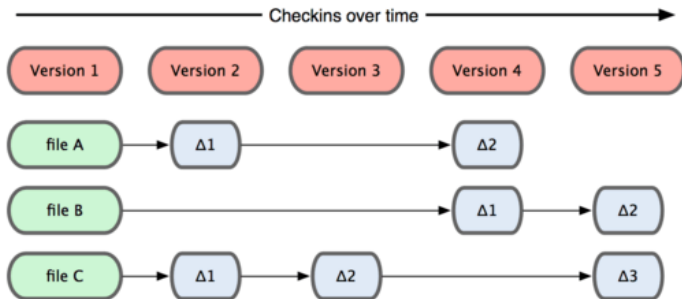 Checkins over time
Version 1 Version 2 Version 3 Version 4 Version 5
file A Δ1 Δ2
file B Δ1 Δ2
file C Δ1 Δ2 Δ3